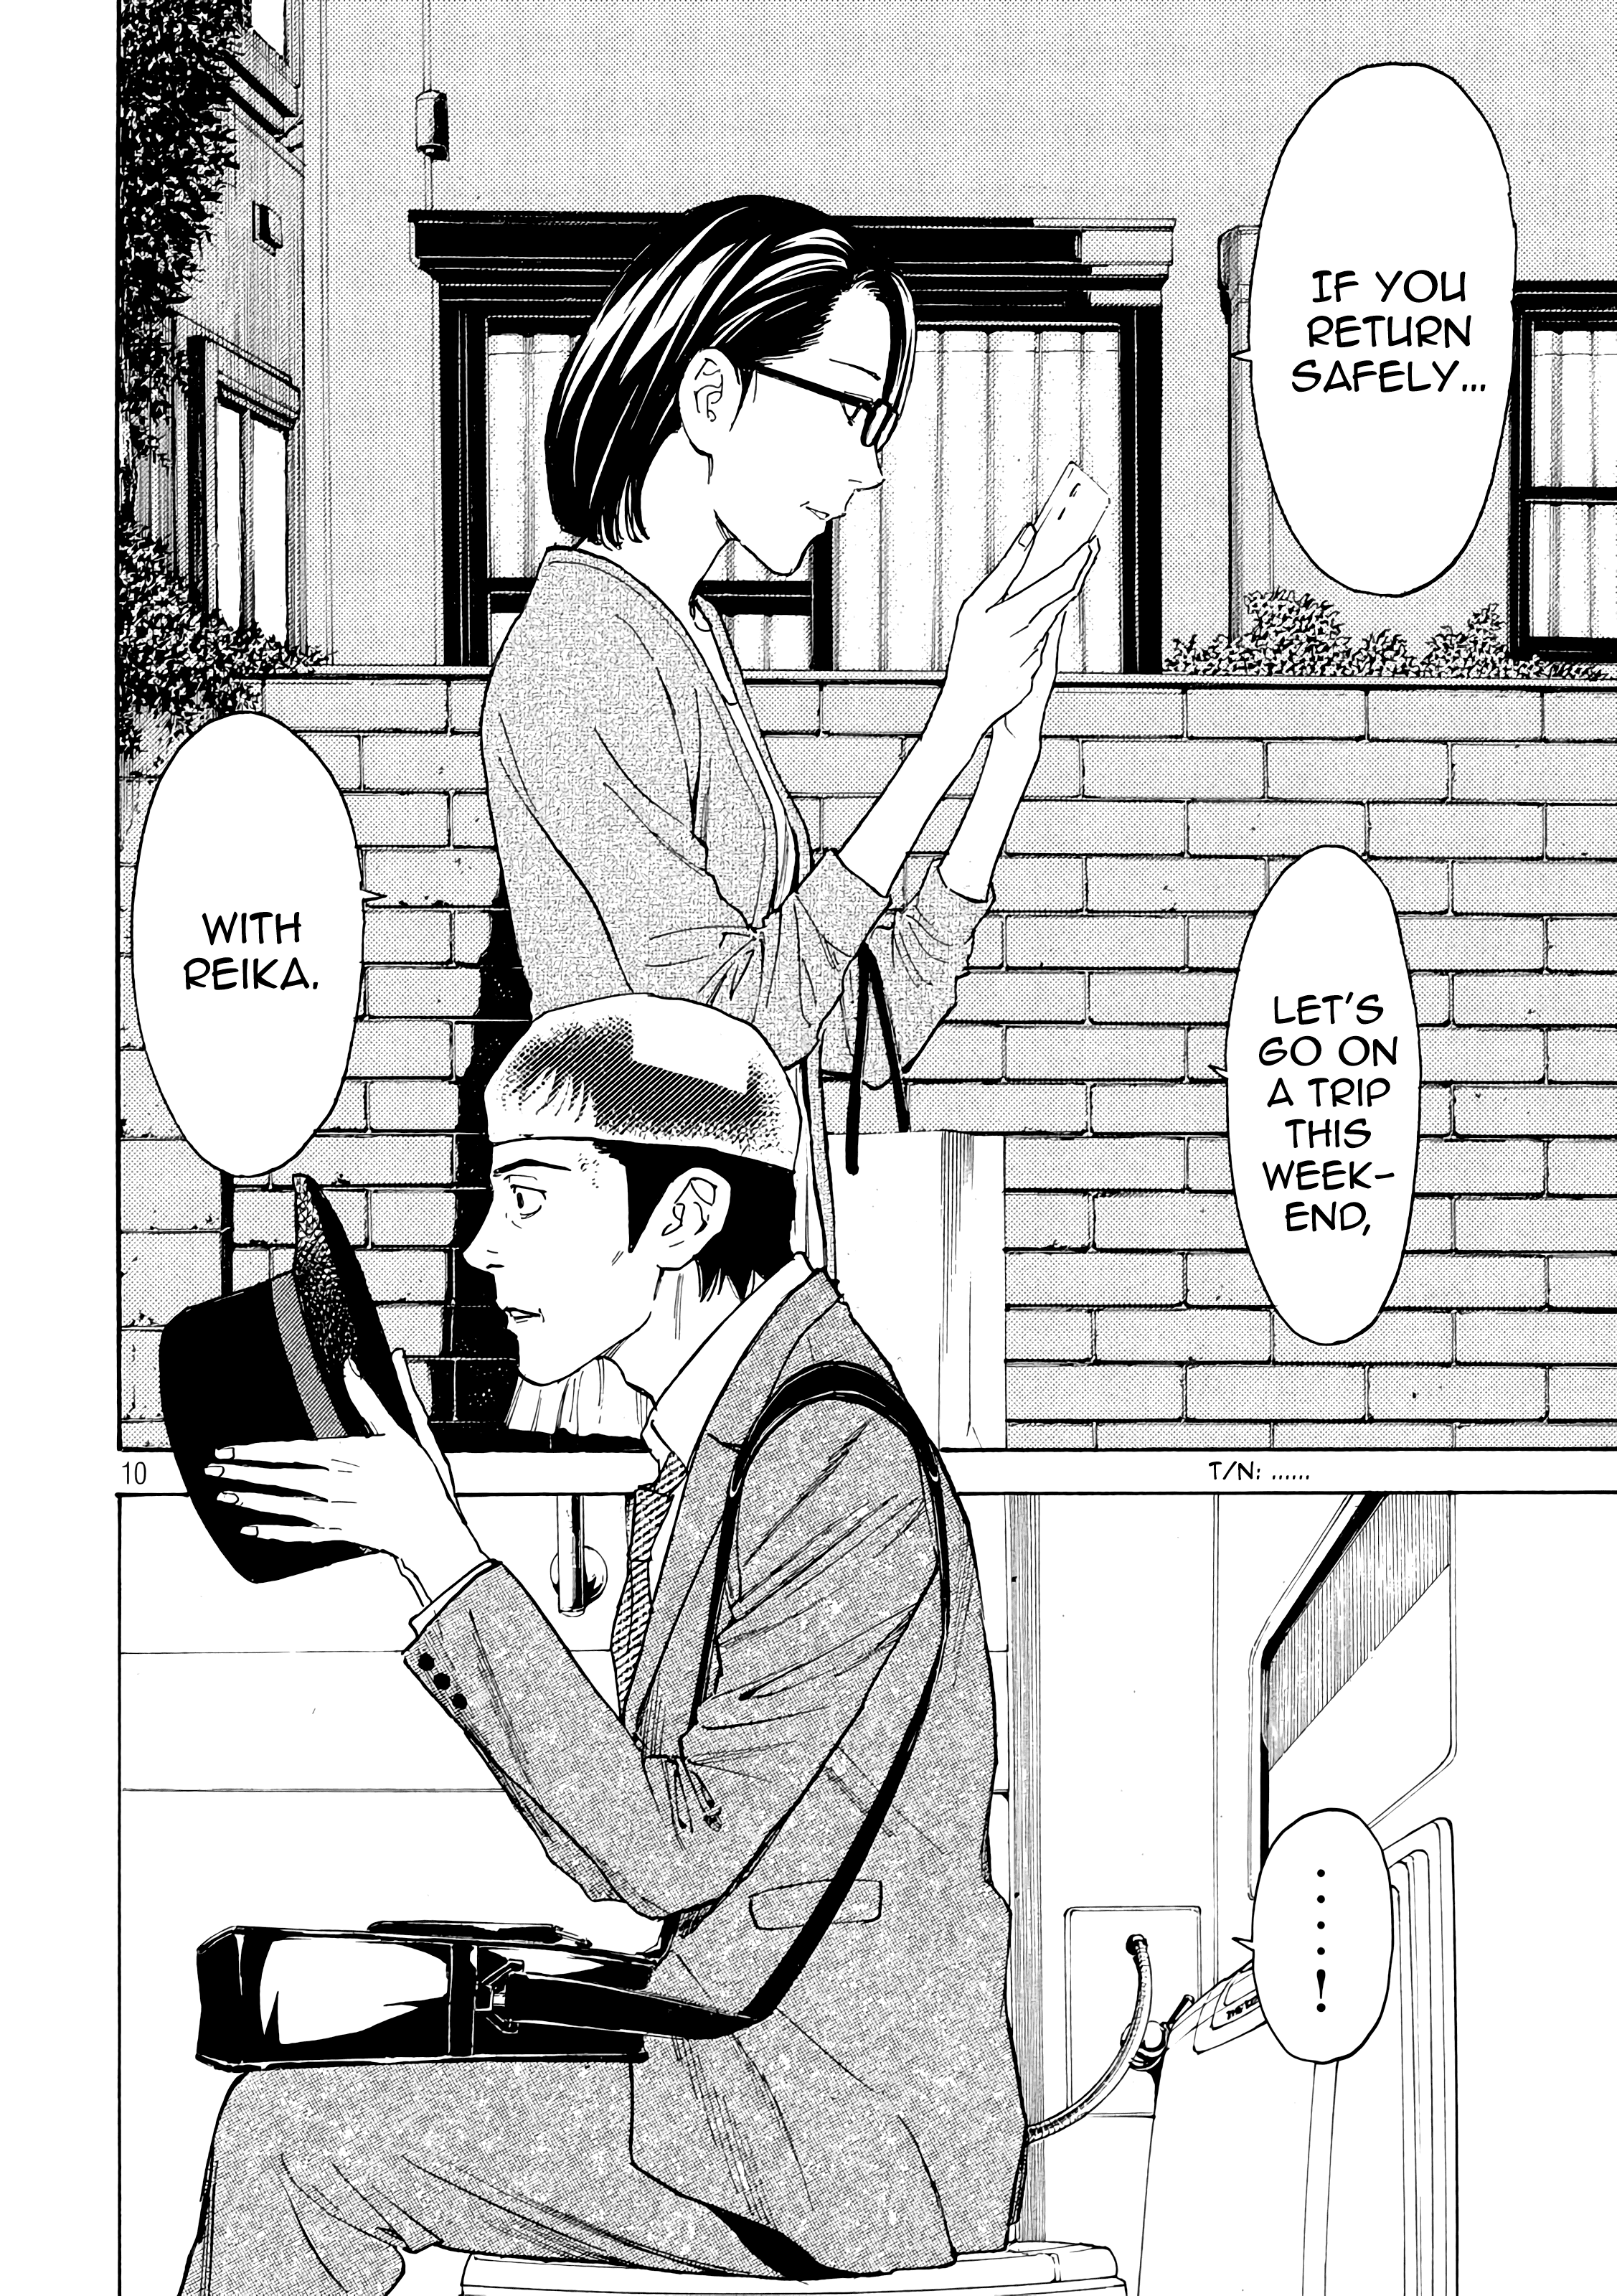 IF YOU
RETURN
SAFELY...
LET'S
GO ON
A TRIP
THIS
WEEK-
END,
WITH
REIKA.
10
T/N: ......
.....!